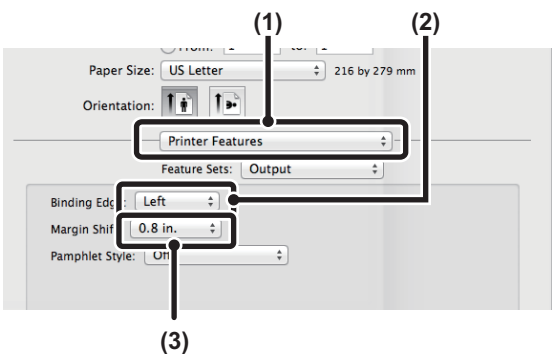 (1) (2)
From: 1 to: 1
Paper Size: US Letter 216 by 279 mm
Orientation:
Printer Features
Feature Sets: Output
Binding Edge: Left
Margin Shift: 0.8 in.
Pamphlet Style: Off
(3)